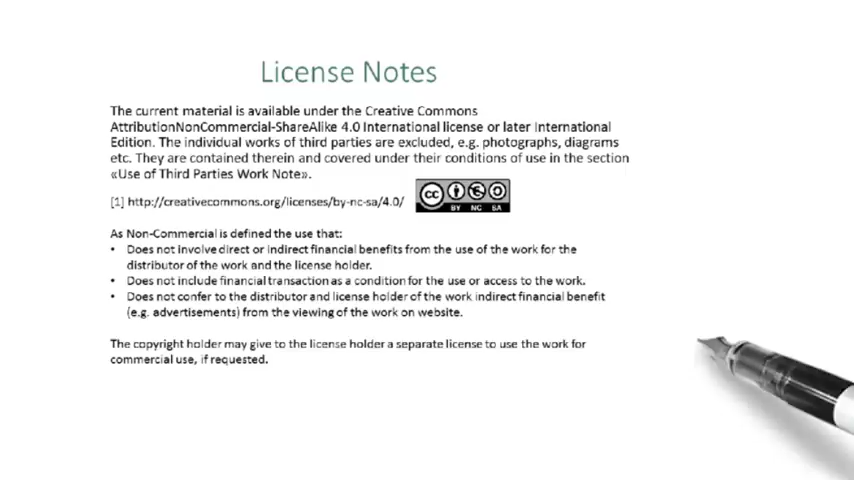 License Notes
The current material is available under the Creative Commons
AttributionNonCommercial-ShareAlike 4.0 International license or later International
Edition. The individual works of third parties are excluded, e.g. photographs, diagrams
etc. They are contained therein and covered under their conditions of use in the section
«Use of Third Parties Work Note».
[1] http://creativecommons.org/licenses/by-nc-sa/4.0/
cc
BY NC SA
As Non-Commercial is defined the use that:
• Does not involve direct or indirect financial benefits from the use of the work for the
distributor of the work and the license holder.
• Does not include financial transaction as a condition for the use or access to the work.
• Does not confer to the distributor and license holder of the work indirect financial benefit
(e.g. advertisements) from the viewing of the work on website.
The copyright holder may give to the license holder a separate license to use the work for
commercial use, if requested.